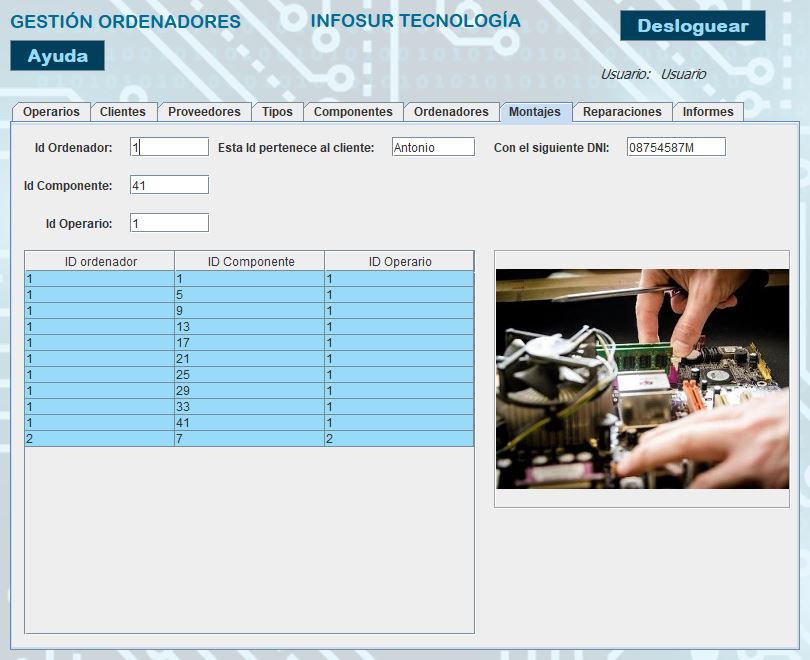 GESTIÓN ORDENADORES INFOSUR TECNOLOGÍA Desloguear
Ayuda
Usuario: Usuario
Operarios Clientes Proveedores Tipos Componentes Ordenadores Montajes Reparaciones Informes
Id Ordenador: 1 Esta Id pertenece al cliente: Antonio Con el siguiente DNI: 08754587M
Id Componente: 41
Id Operario: 1
ID ordenador ID Componente ID Operario
1 1 1
1 5 1
1 9 1
1 13 1
1 17 1
1 21 1
1 25 1
1 29 1
1 33 1
1 41 1
2 7 2